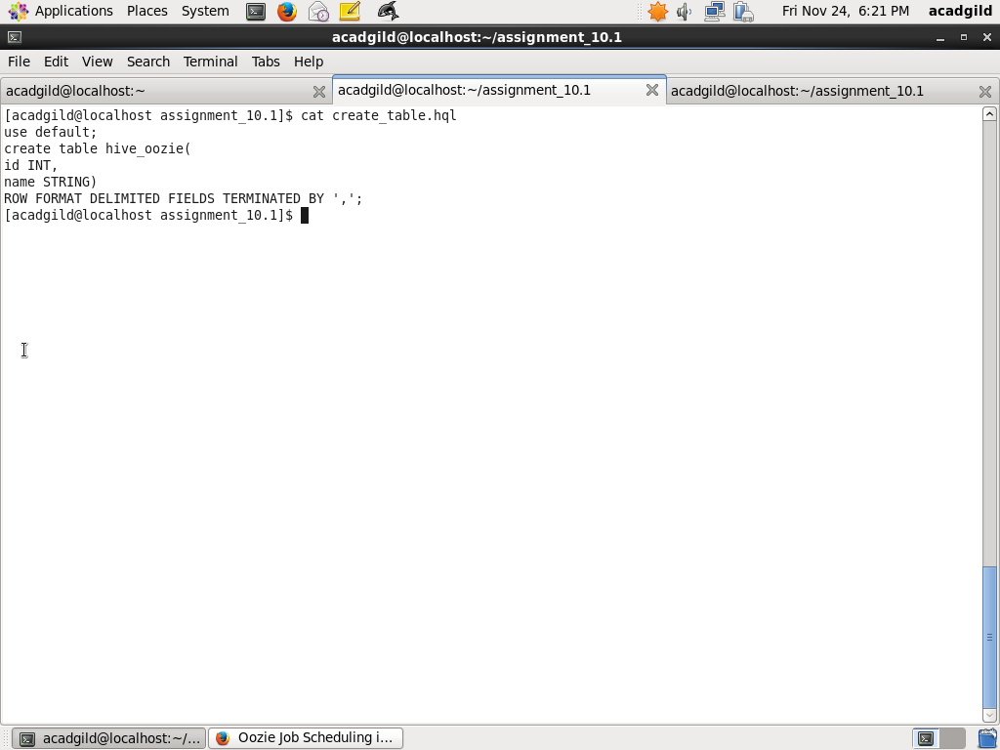 Applications Places System
Fri Nov 24, 6:21 PM acadgild
acadgild@localhost:~/assignment_10.1
File Edit View Search Terminal Tabs Help
acadgild@localhost:~
acadgild@localhost:~/assignment_10.1
acadgild@localhost:~/assignment_10.1
[acadgild@localhost assignment_10.1]$ cat create_table.hql
use default;
create table hive_oozie(
id INT,
name STRING)
ROW FORMAT DELIMITED FIELDS TERMINATED BY ',';
[acadgild@localhost assignment_10.1]$
acadgild@localhost:~/...
Oozie Job Scheduling i...